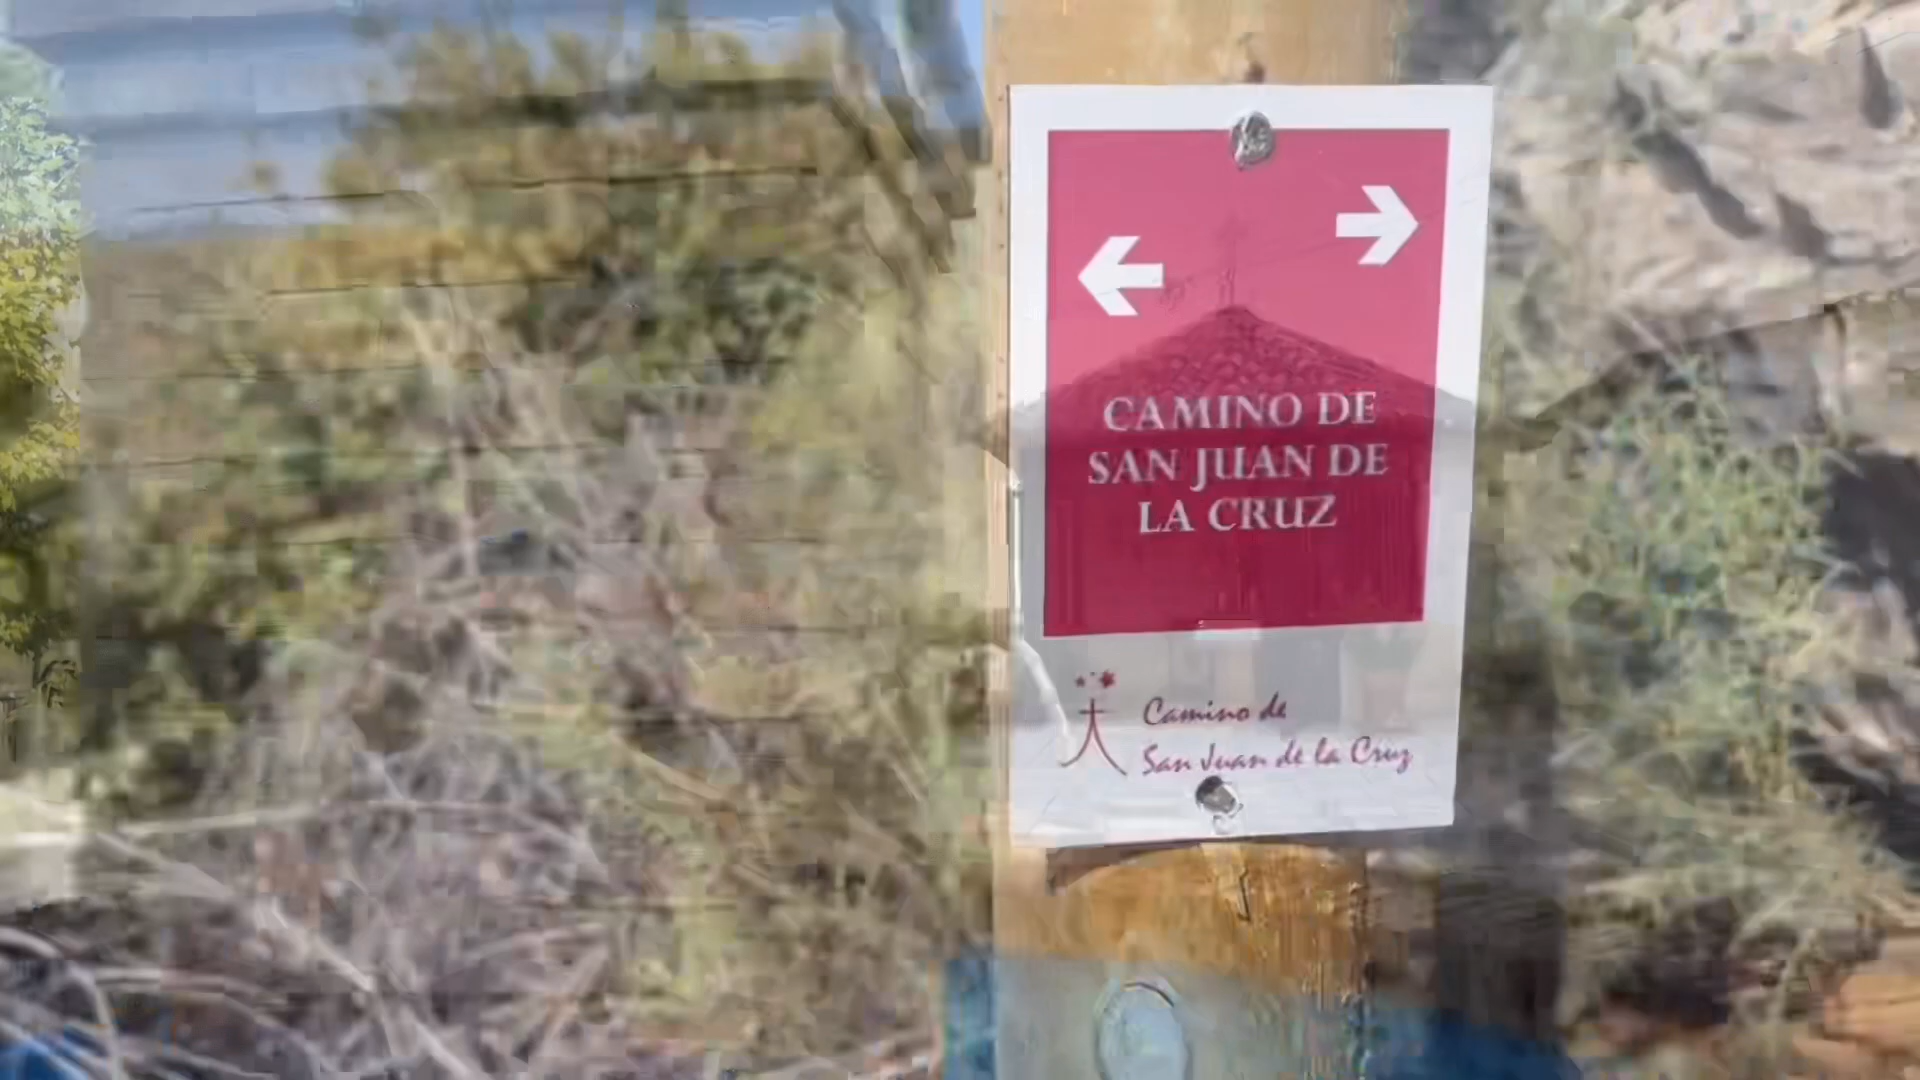 CAMINO DE
SAN JUAN DE
LA CRUZ
Camino de
San Juan de la Cruz